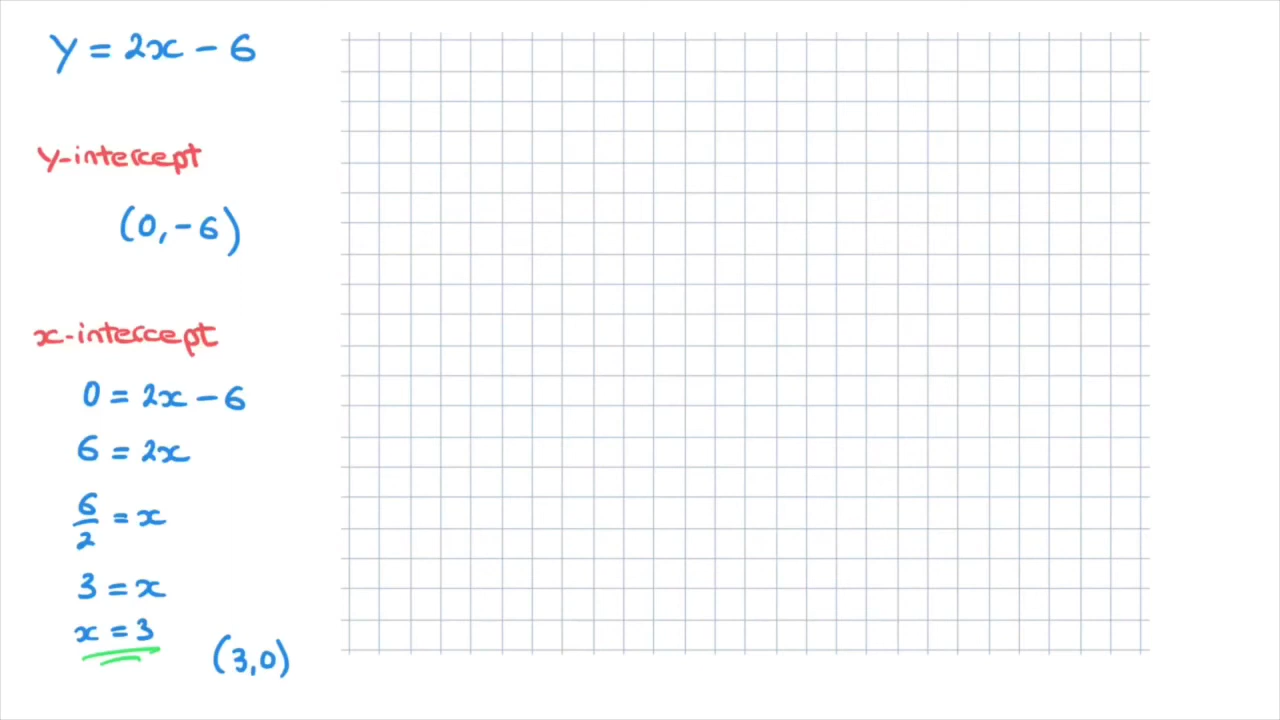 y = 2x - 6
y-intercept
(0, -6)
x-intercept
0 = 2x - 6
6 = 2x
6/2 = x
3 = x
x = 3
(3,0)